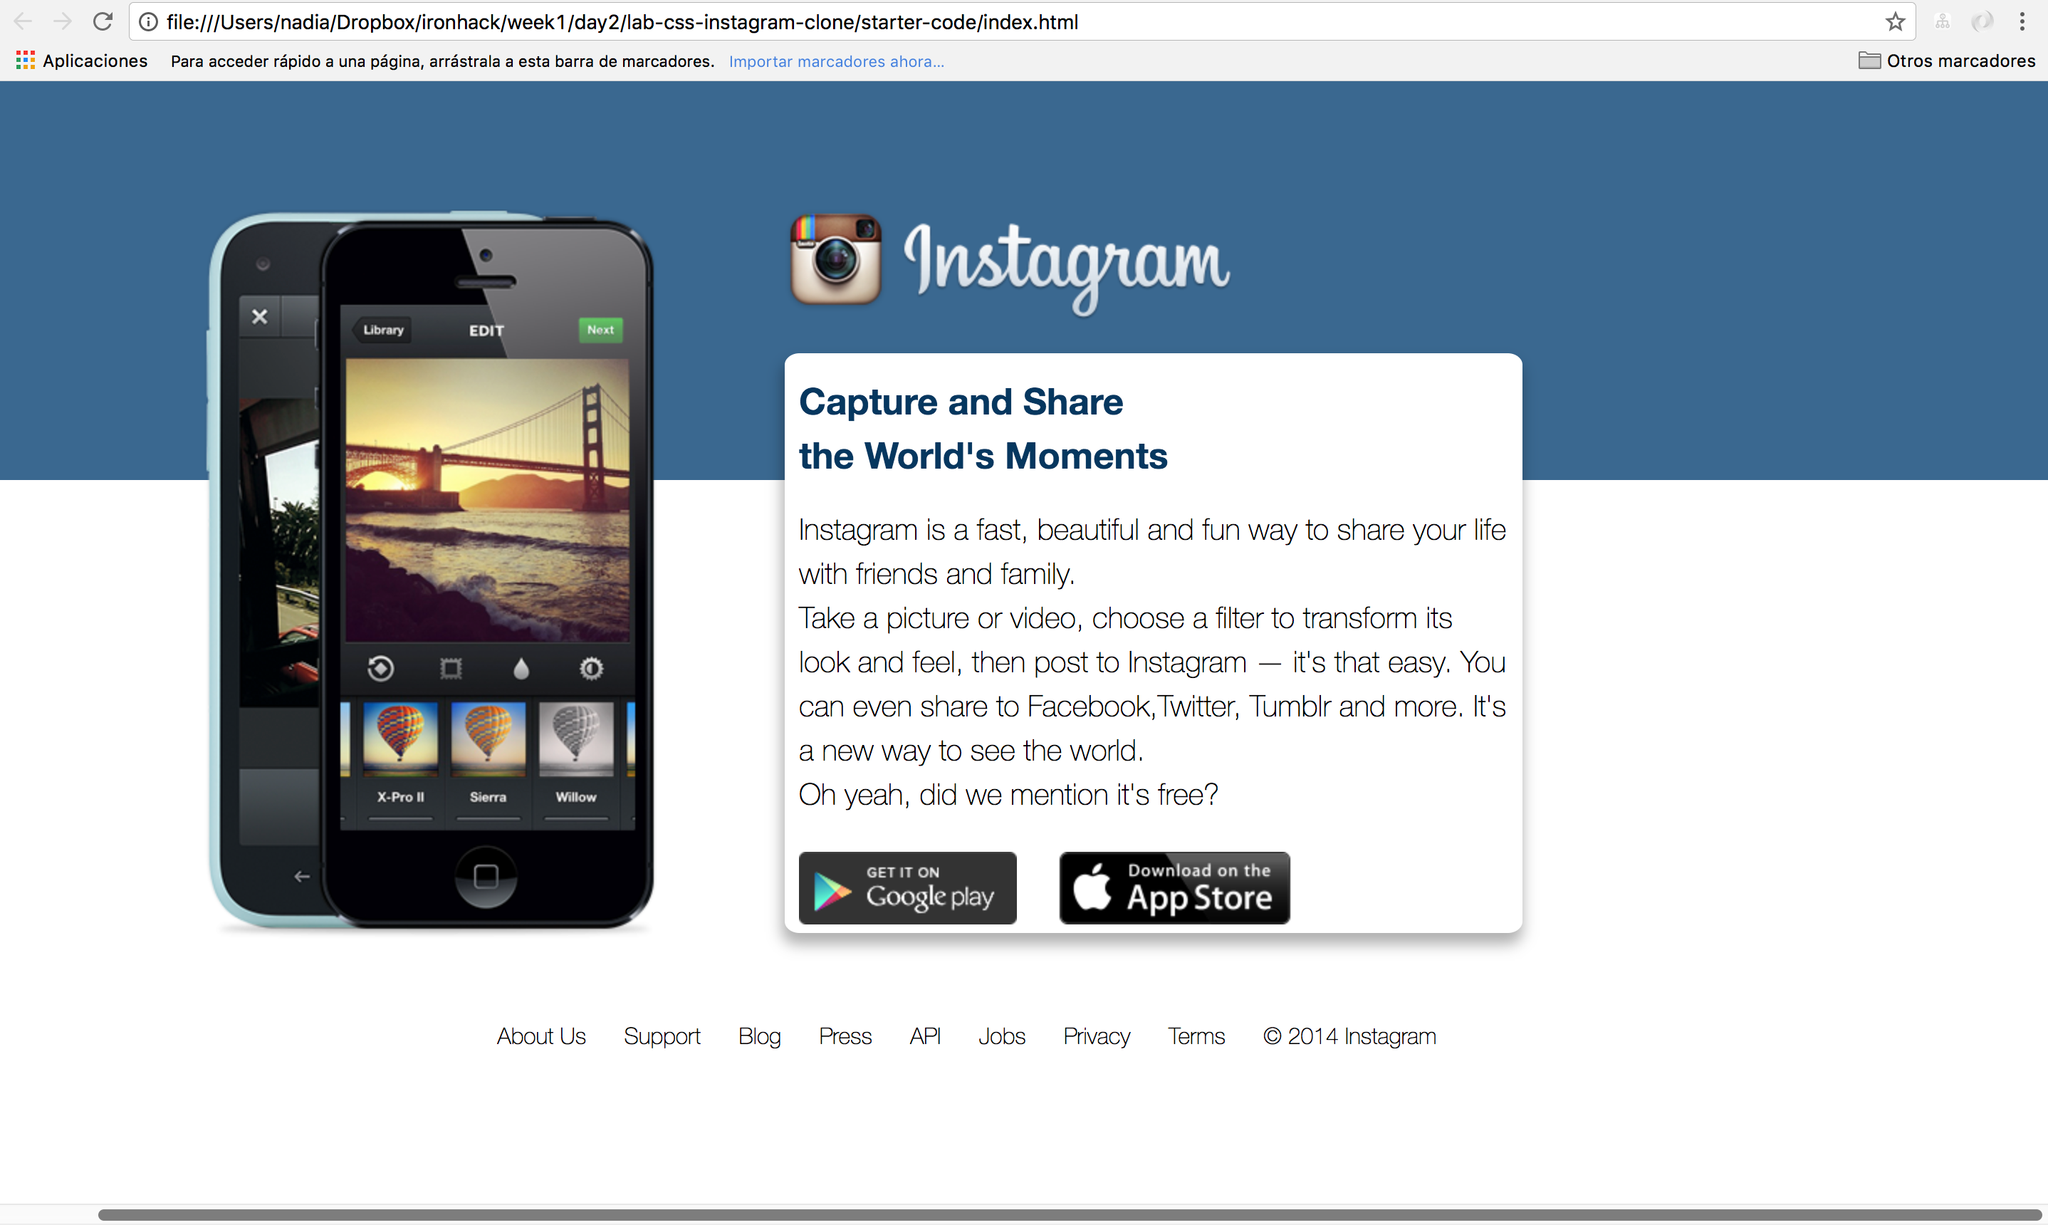 file:///Users/nadia/Dropbox/ironhack/week1/day2/lab-css-instagram-clone/starter-code/index.html
Aplicaciones Para acceder rápido a una página, arrástrala a esta barra de marcadores. Importar marcadores ahora... Otros marcadores
Instagram
Library EDIT Next
Capture and Share
the World's Moments
Instagram is a fast, beautiful and fun way to share your life
with friends and family.
Take a picture or video, choose a filter to transform its
look and feel, then post to Instagram — it's that easy. You
can even share to Facebook,Twitter, Tumblr and more. It's
a new way to see the world.
Oh yeah, did we mention it's free?
X-Pro II Sierra Willow
GET IT ON
Google play
Download on the
App Store
About Us Support Blog Press API Jobs Privacy Terms © 2014 Instagram